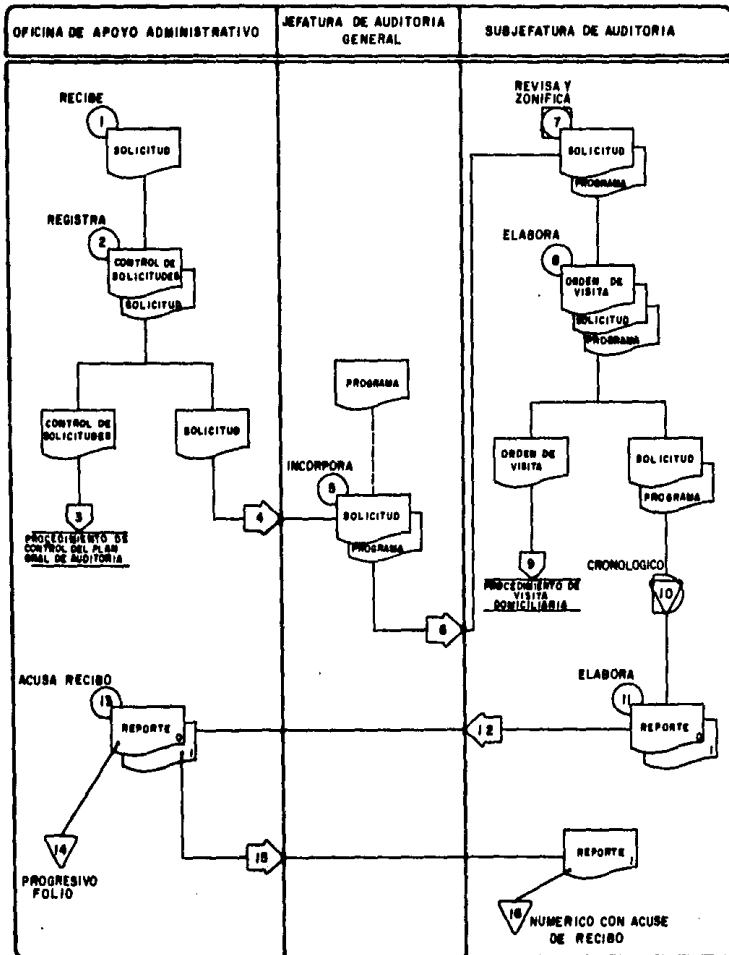 OFICINA DE APOYO ADMINISTRATIVO
JEFATURA DE AUDITORIA
GENERAL
SUBJEFATURA DE AUDITORIA
RECIBE
1
SOLICITUD
REGISTRA
2
CONTROL DE
SOLICITUDES
SOLICITUD
CONTROL DE
SOLICITUDES
SOLICITUD
3
PROCEDIMIENTO DE
CONTROL DEL PLAN
GRAL DE AUDITORIA
4
PROGRAMA
INCORPORA
5
SOLICITUD
PROGRAMA
6
REVISA Y
ZONIFICA
7
SOLICITUD
PROGRAMA
ELABORA
8
ORDEN DE
VISITA
SOLICITUD
PROGRAMA
ORDEN DE
VISITA
SOLICITUD
PROGRAMA
9
PROCEDIMIENTO DE
VISITA
DOMICILIARIA
CRONOLOGICO
10
ELABORA
11
REPORTE 0
1
12
ACUSA RECIBO
13
REPORTE 0
1
14
PROGRESIVO
FOLIO
15
REPORTE 1
16
NUMERICO CON ACUSE
DE RECIBO